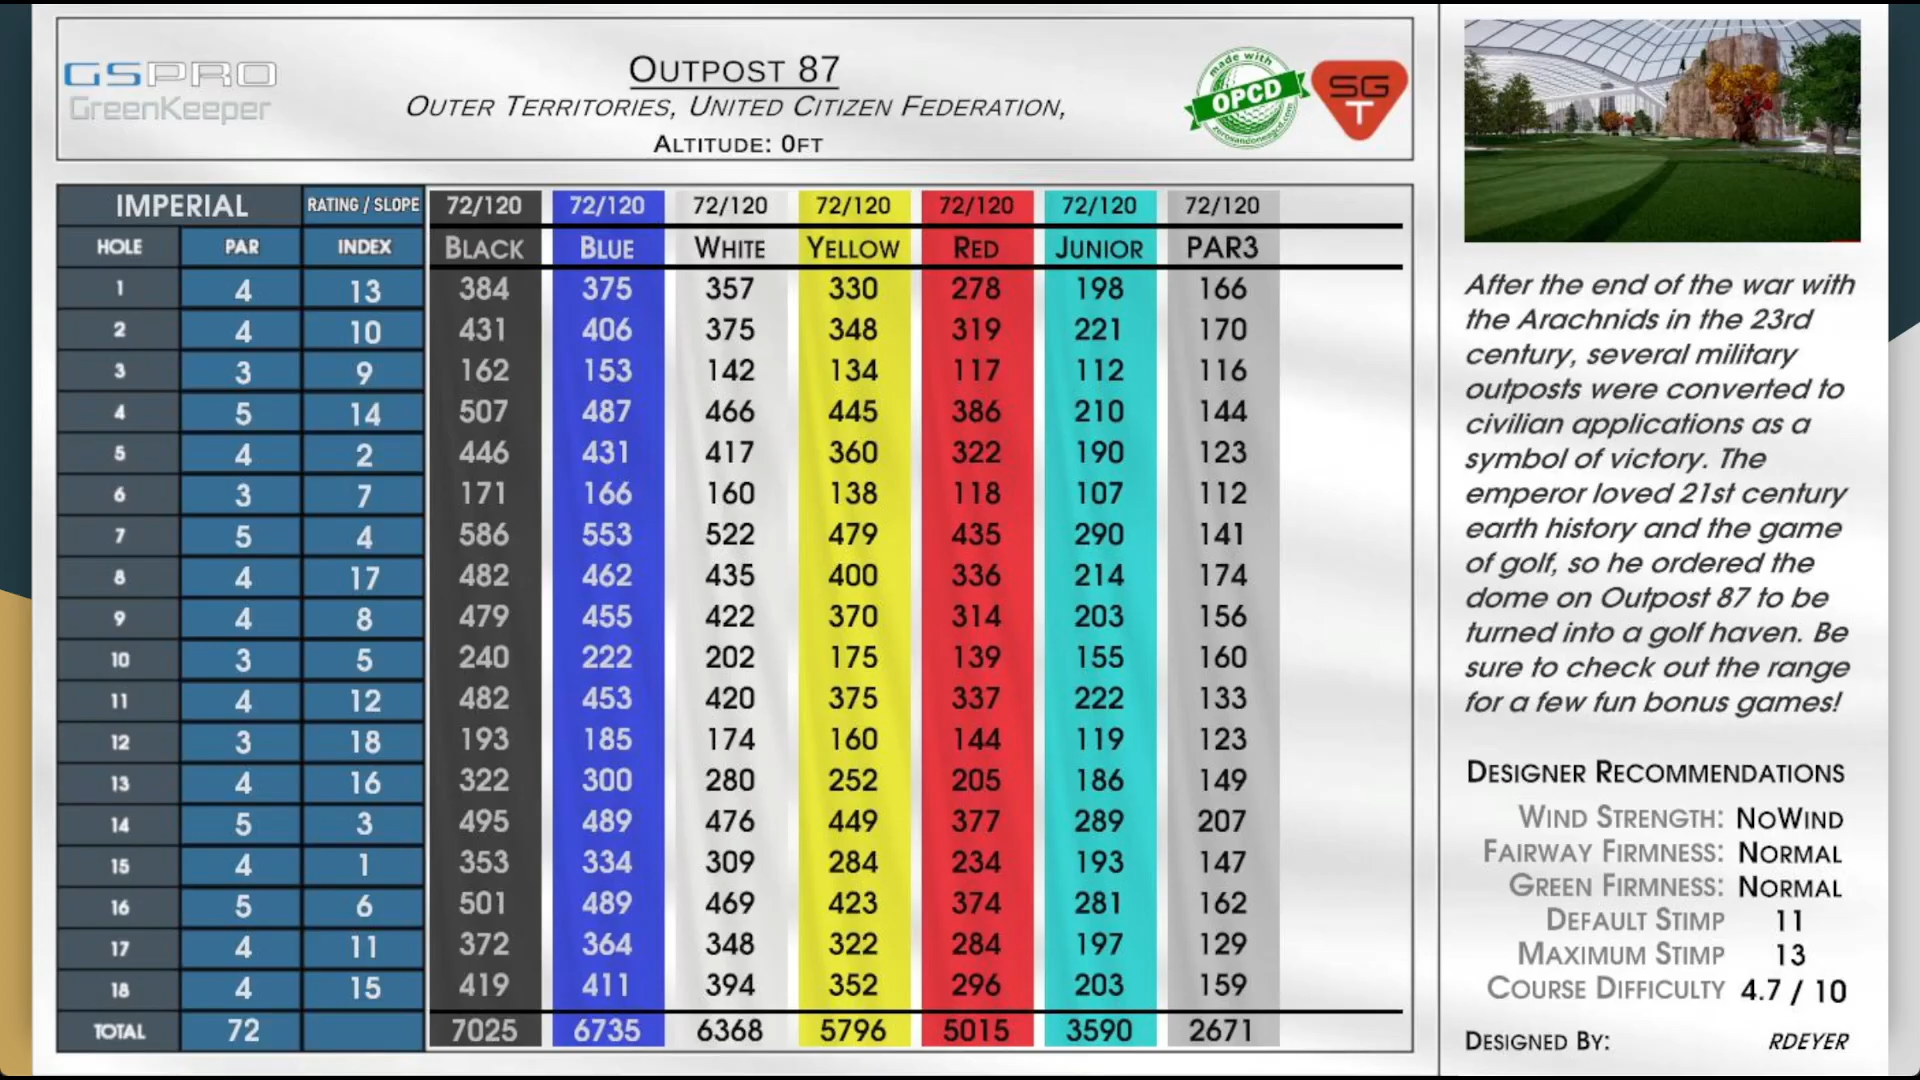 GSPRO
GreenKeeper
OUTPOST 87
OUTER TERRITORIES, UNITED CITIZEN FEDERATION,
ALTITUDE: 0FT
made with
OPCD
zerosandonesgcd.com
SG
T
IMPERIAL RATING / SLOPE 72/120 72/120 72/120 72/120 72/120 72/120 72/120
HOLE PAR INDEX BLACK BLUE WHITE YELLOW RED JUNIOR PAR3
1 4 13 384 375 357 330 278 198 166
2 4 10 431 406 375 348 319 221 170
3 3 9 162 153 142 134 117 112 116
4 5 14 507 487 466 445 386 210 144
5 4 2 446 431 417 360 322 190 123
6 3 7 171 166 160 138 118 107 112
7 5 4 586 553 522 479 435 290 141
8 4 17 482 462 435 400 336 214 174
9 4 8 479 455 422 370 314 203 156
10 3 5 240 222 202 175 139 155 160
11 4 12 482 453 420 375 337 222 133
12 3 18 193 185 174 160 144 119 123
13 4 16 322 300 280 252 205 186 149
14 5 3 495 489 476 449 377 289 207
15 4 1 353 334 309 284 234 193 147
16 5 6 501 489 469 423 374 281 162
17 4 11 372 364 348 322 284 197 129
18 4 15 419 411 394 352 296 203 159
TOTAL 72 7025 6735 6368 5796 5015 3590 2671
After the end of the war with
the Arachnids in the 23rd
century, several military
outposts were converted to
civilian applications as a
symbol of victory. The
emperor loved 21st century
earth history and the game
of golf, so he ordered the
dome on Outpost 87 to be
turned into a golf haven. Be
sure to check out the range
for a few fun bonus games!
DESIGNER RECOMMENDATIONS
WIND STRENGTH: NOWIND
FAIRWAY FIRMNESS: NORMAL
GREEN FIRMNESS: NORMAL
DEFAULT STIMP 11
MAXIMUM STIMP 13
COURSE DIFFICULTY 4.7 / 10
DESIGNED BY: RDEYER